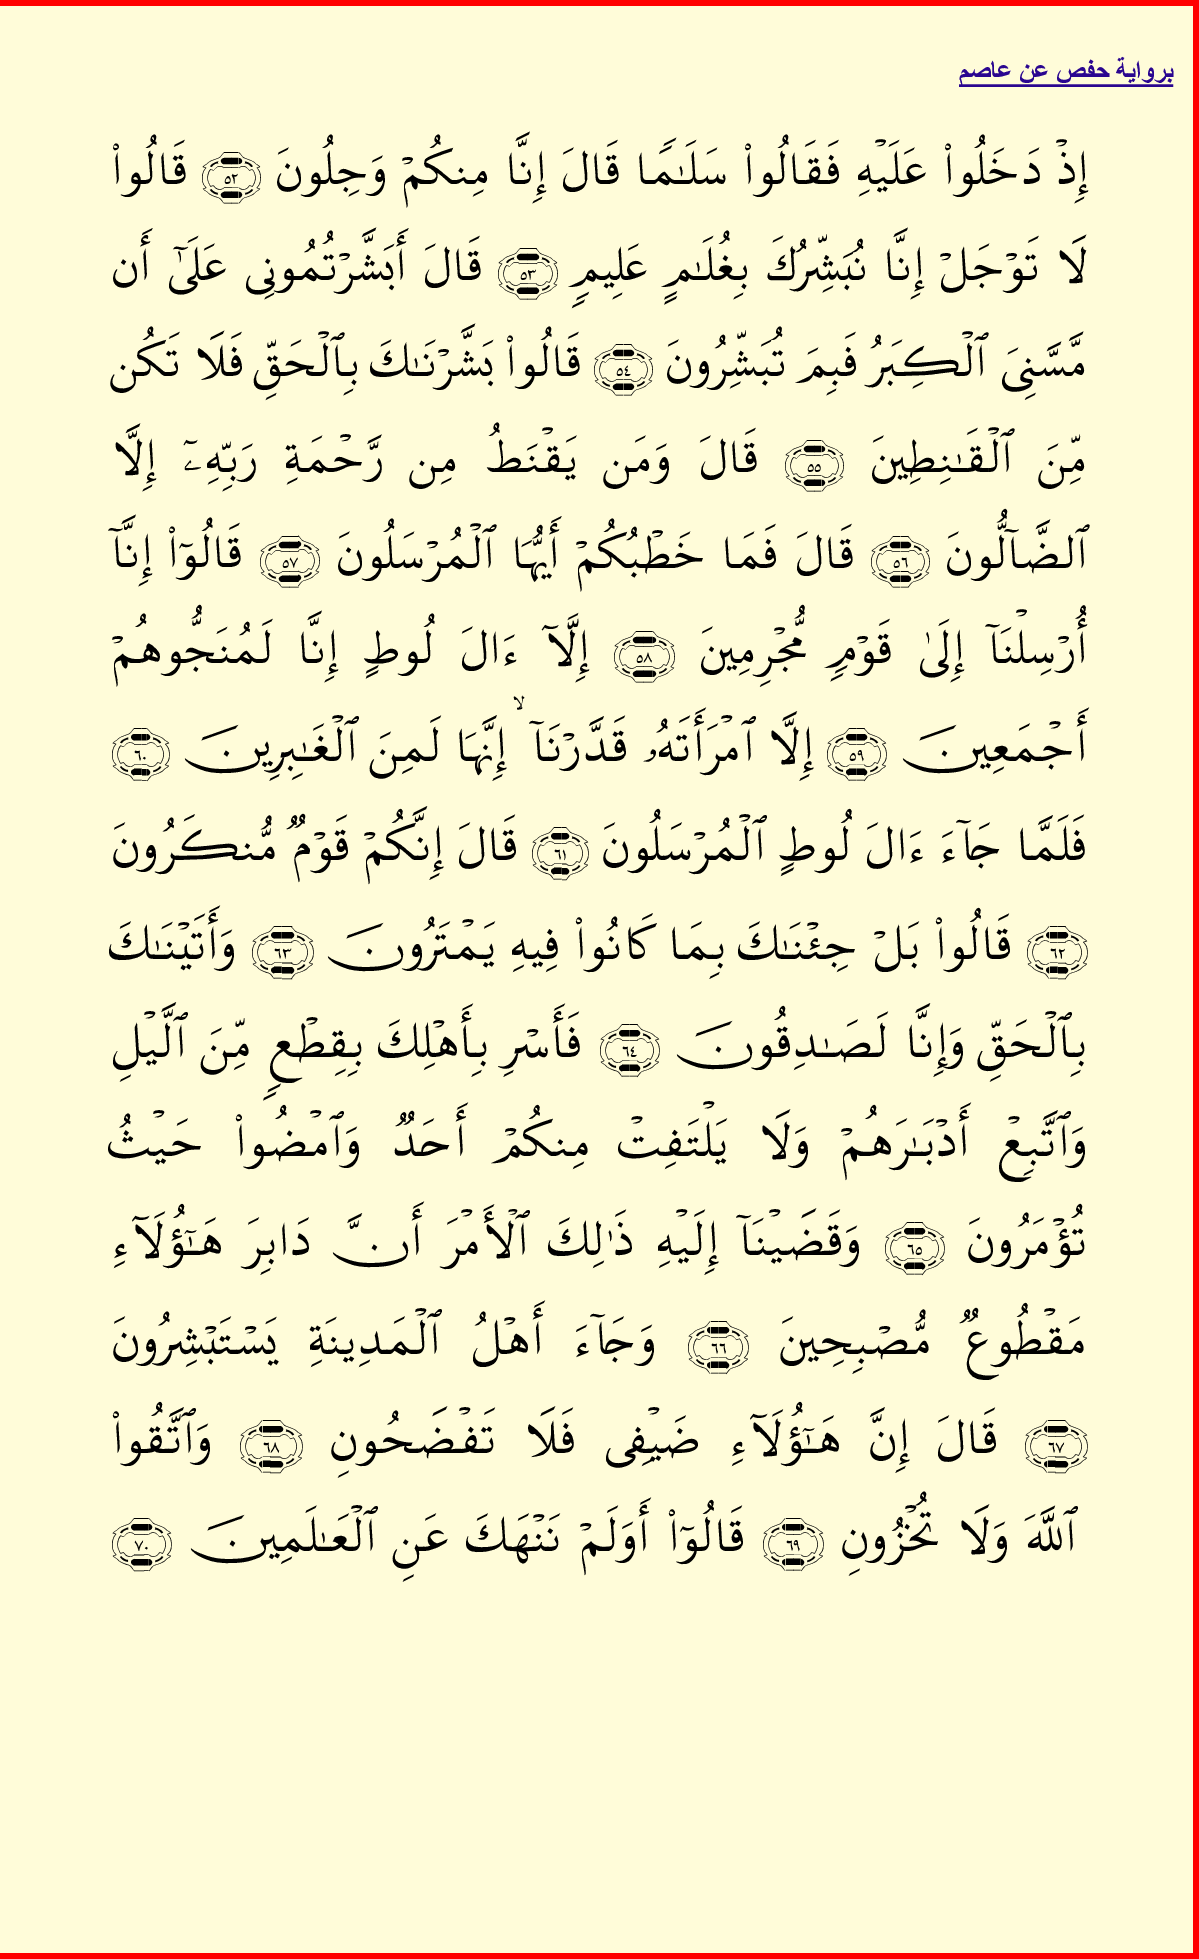 برواية حفص عن عاصم
إِذۡ دَخَلُواْ عَلَيۡهِ فَقَالُواْ سَلَٰمٗا قَالَ إِنَّا مِنكُمۡ وَجِلُونَ ٥٢ قَالُواْ
لَا تَوۡجَلۡ إِنَّا نُبَشِّرُكَ بِغُلَٰمٍ عَلِيمٖ ٥٣ قَالَ أَبَشَّرۡتُمُونِي عَلَىٰٓ أَن
مَّسَّنِيَ ٱلۡكِبَرُ فَبِمَ تُبَشِّرُونَ ٥٤ قَالُواْ بَشَّرۡنَٰكَ بِٱلۡحَقِّ فَلَا تَكُن
مِّنَ ٱلۡقَٰنِطِينَ ٥٥ قَالَ وَمَن يَقۡنَطُ مِن رَّحۡمَةِ رَبِّهِۦٓ إِلَّا
ٱلضَّآلُّونَ ٥٦ قَالَ فَمَا خَطۡبُكُمۡ أَيُّهَا ٱلۡمُرۡسَلُونَ ٥٧ قَالُوٓاْ إِنَّآ
أُرۡسِلۡنَآ إِلَىٰ قَوۡمٖ مُّجۡرِمِينَ ٥٨ إِلَّآ ءَالَ لُوطٍ إِنَّا لَمُنَجُّوهُمۡ
أَجۡمَعِينَ ٥٩ إِلَّا ٱمۡرَأَتَهُۥ قَدَّرۡنَآ ۙ إِنَّهَا لَمِنَ ٱلۡغَٰبِرِينَ ٦٠
فَلَمَّا جَآءَ ءَالَ لُوطٍ ٱلۡمُرۡسَلُونَ ٦١ قَالَ إِنَّكُمۡ قَوۡمٞ مُّنكَرُونَ
٦٢ قَالُواْ بَلۡ جِئۡنَٰكَ بِمَا كَانُواْ فِيهِ يَمۡتَرُونَ ٦٣ وَأَتَيۡنَٰكَ
بِٱلۡحَقِّ وَإِنَّا لَصَٰدِقُونَ ٦٤ فَأَسۡرِ بِأَهۡلِكَ بِقِطۡعٖ مِّنَ ٱلَّيۡلِ
وَٱتَّبِعۡ أَدۡبَٰرَهُمۡ وَلَا يَلۡتَفِتۡ مِنكُمۡ أَحَدٞ وَٱمۡضُواْ حَيۡثُ
تُؤۡمَرُونَ ٦٥ وَقَضَيۡنَآ إِلَيۡهِ ذَٰلِكَ ٱلۡأَمۡرَ أَنَّ دَابِرَ هَٰٓؤُلَآءِ
مَقۡطُوعٞ مُّصۡبِحِينَ ٦٦ وَجَآءَ أَهۡلُ ٱلۡمَدِينَةِ يَسۡتَبۡشِرُونَ
٦٧ قَالَ إِنَّ هَٰٓؤُلَآءِ ضَيۡفِي فَلَا تَفۡضَحُونِ ٦٨ وَٱتَّقُواْ
ٱللَّهَ وَلَا تُخۡزُونِ ٦٩ قَالُوٓاْ أَوَلَمۡ نَنۡهَكَ عَنِ ٱلۡعَٰلَمِينَ ٧٠